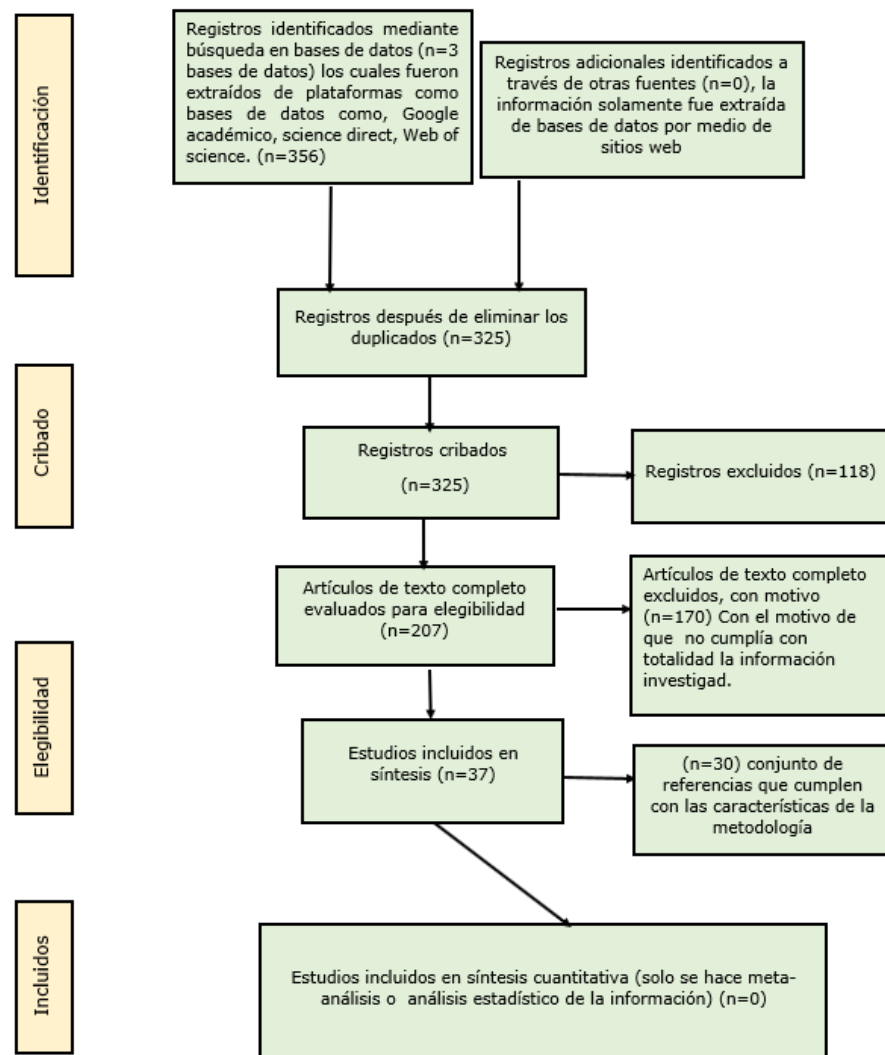 Identificación
Registros identificados mediante
búsqueda en bases de datos (n=3
bases de datos) los cuales fueron
extraídos de plataformas como
bases de datos como, Google
académico, science direct, Web of
science. (n=356)
Registros adicionales identificados a
través de otras fuentes (n=0), la
información solamente fue extraída
de bases de datos por medio de
sitios web
Registros después de eliminar los
duplicados (n=325)
Cribado
Registros cribados
(n=325)
Registros excluidos (n=118)
Artículos de texto completo
evaluados para elegibilidad
(n=207)
Artículos de texto completo
excluidos, con motivo
(n=170) Con el motivo de
que no cumplía con
totalidad la información
investigad.
Elegibilidad
Estudios incluidos en
síntesis (n=37)
(n=30) conjunto de
referencias que cumplen
con las características de la
metodología
Incluidos
Estudios incluidos en síntesis cuantitativa (solo se hace meta-
análisis o análisis estadístico de la información) (n=0)